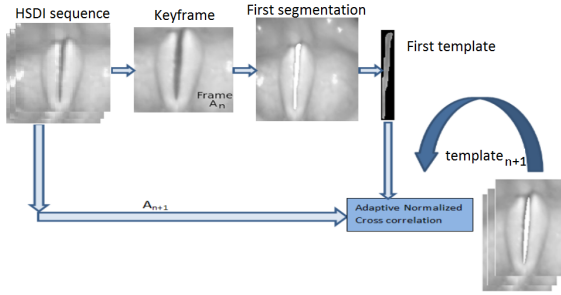 HSDI sequence
Keyframe
First segmentation
Frame
An
First template
template n+1
An+1
Adaptive Normalized
Cross correlation